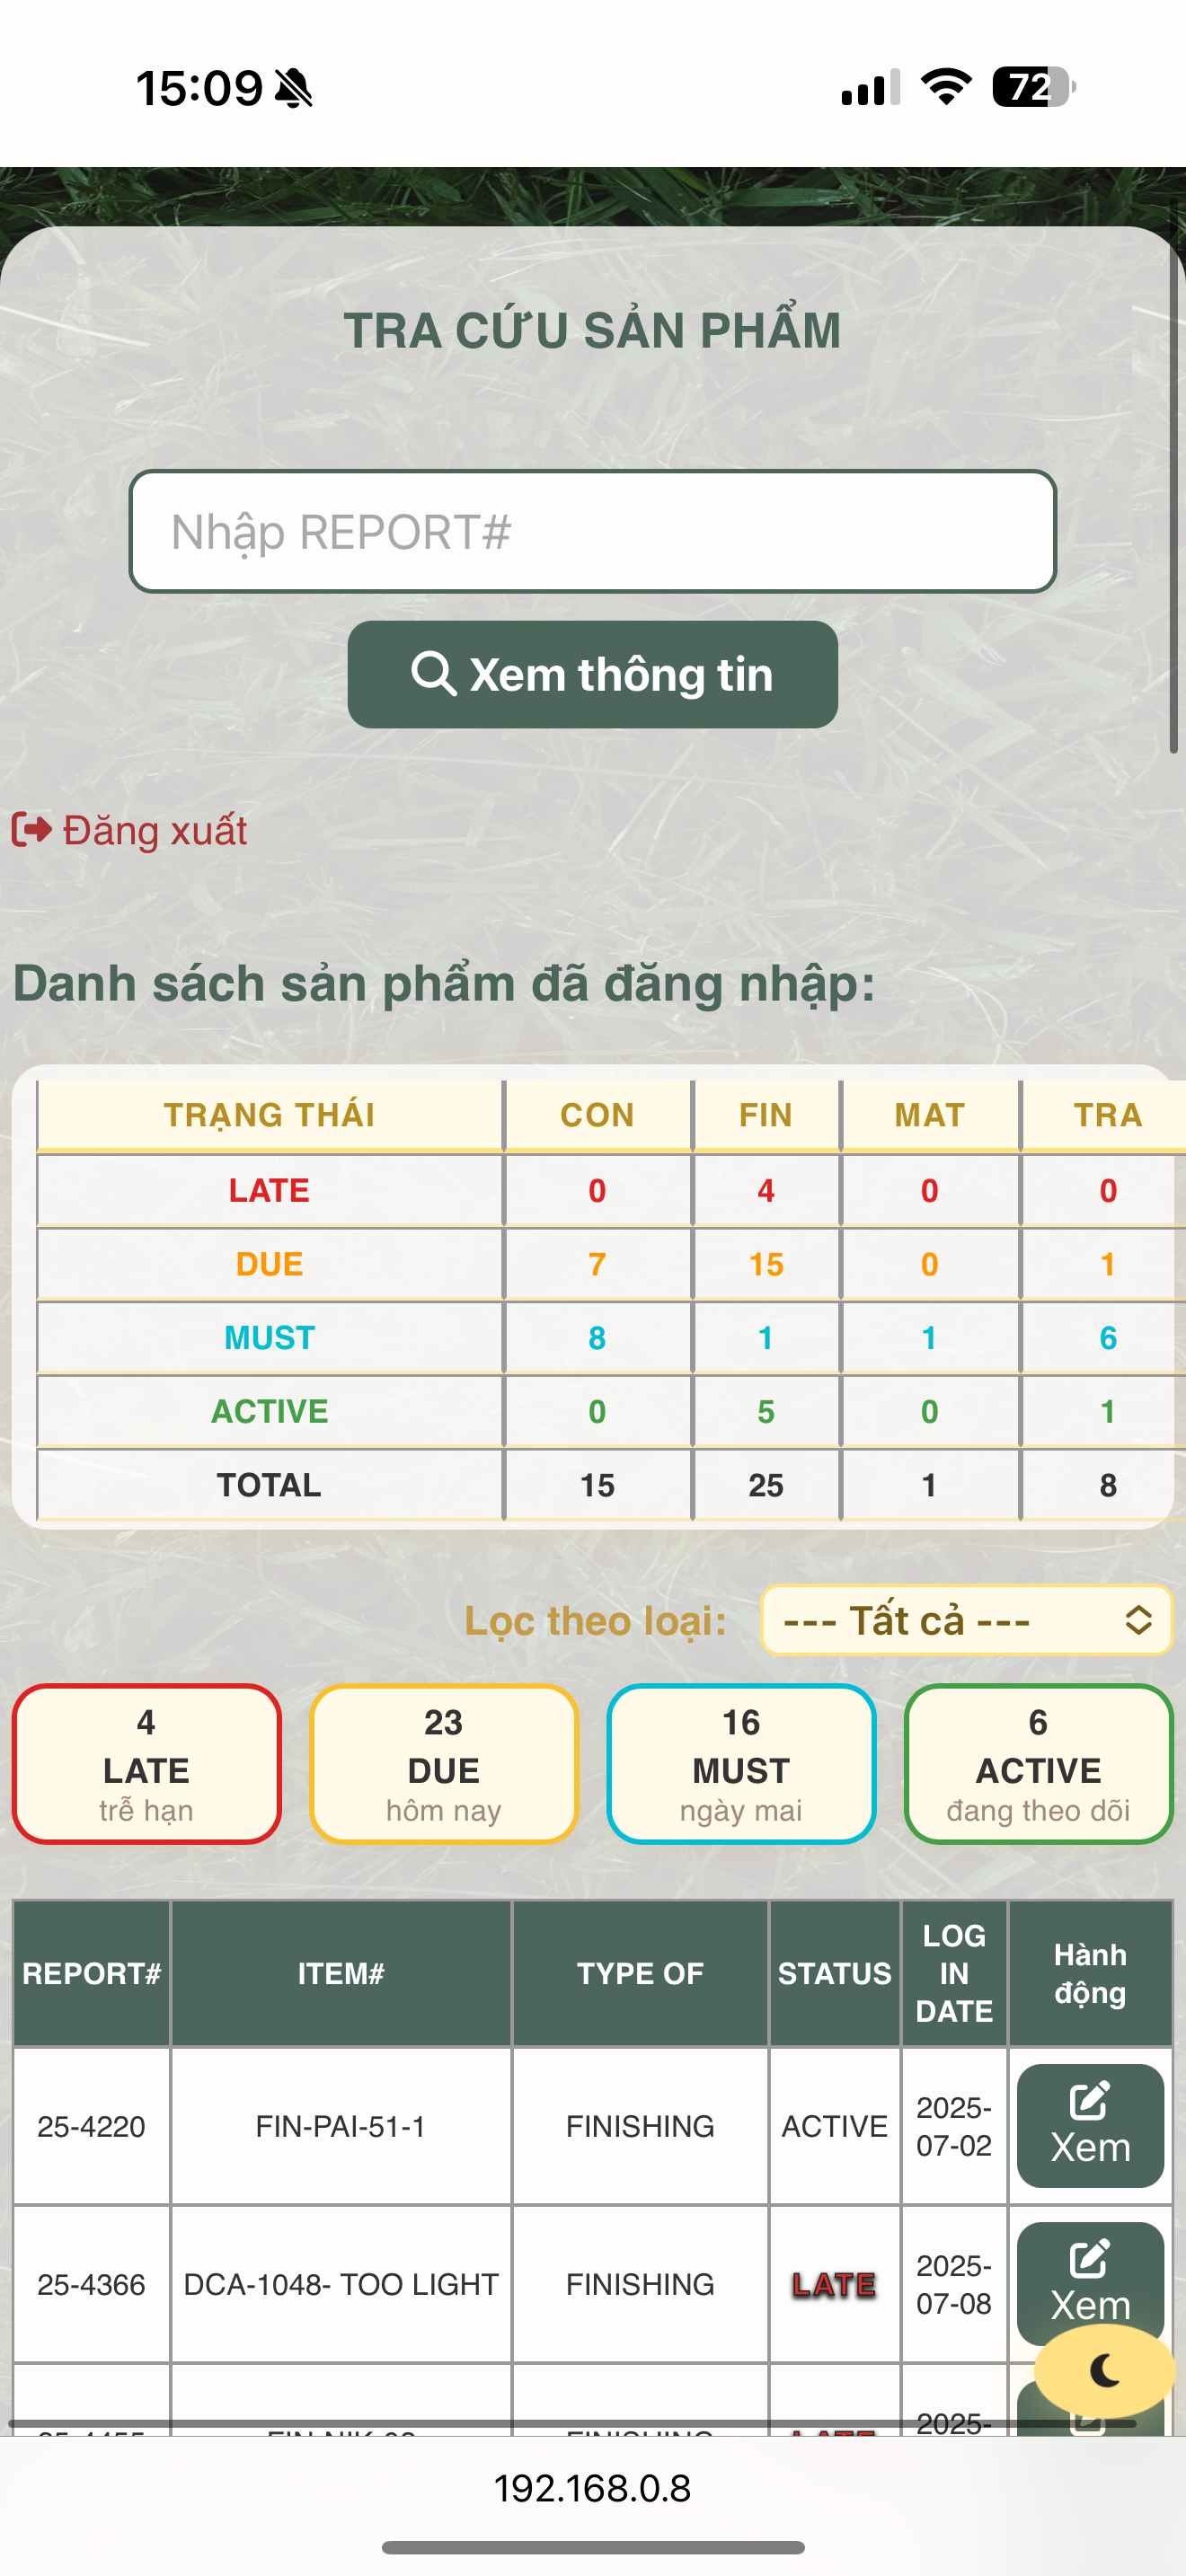 15:09
72
TRA CỨU SẢN PHẨM
Nhập REPORT#
Xem thông tin
Đăng xuất
Danh sách sản phẩm đã đăng nhập:
TRẠNG THÁI CON FIN MAT TRA
LATE 0 4 0 0
DUE 7 15 0 1
MUST 8 1 1 6
ACTIVE 0 5 0 1
TOTAL 15 25 1 8
Lọc theo loại: --- Tất cả ---
4 23 16 6
LATE DUE MUST ACTIVE
trễ hạn hôm nay ngày mai đang theo dõi
REPORT# ITEM# TYPE OF STATUS LOG IN DATE Hành động
25-4220 FIN-PAI-51-1 FINISHING ACTIVE 2025-07-02 Xem
25-4366 DCA-1048- TOO LIGHT FINISHING LATE 2025-07-08 Xem
FINISHING LATE 2025-
192.168.0.8